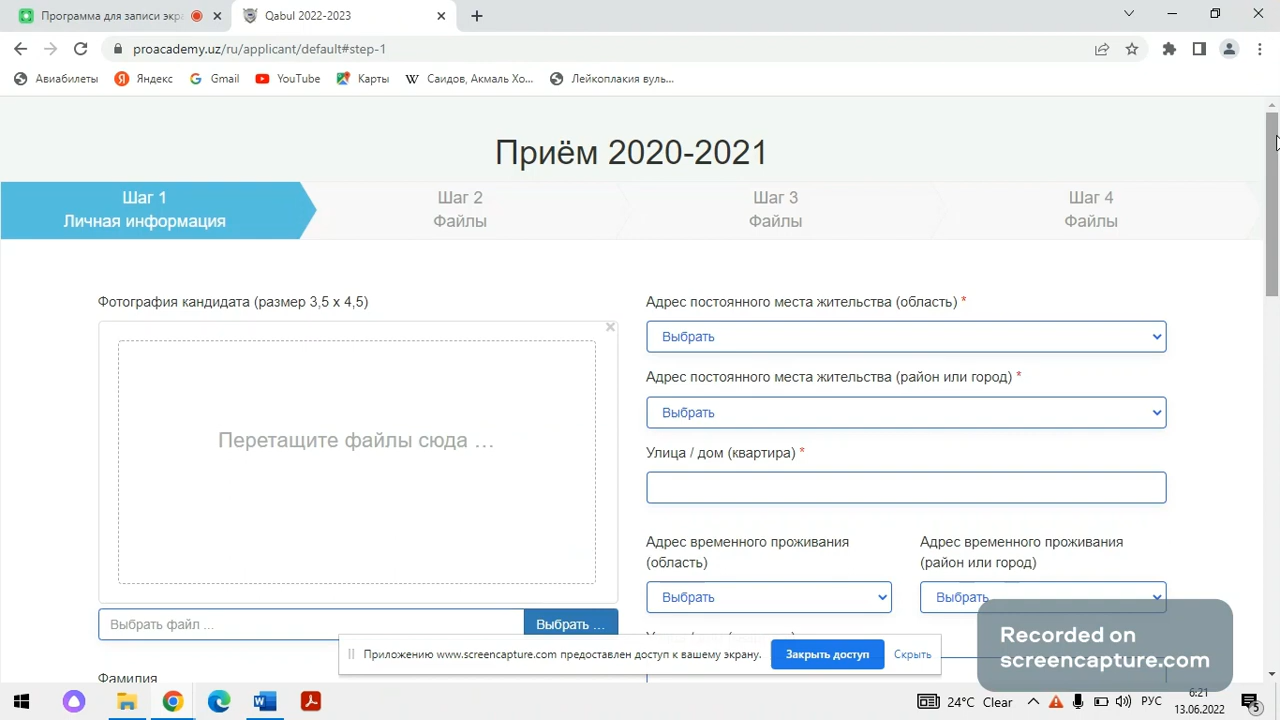 Программа для записи экра
Qabul 2022-2023
proacademy.uz/ru/applicant/default#step-1
Авиабилеты
Яндекс
Gmail
YouTube
Карты
Саидов, Акмаль Хо...
Лейкоплакия вуль...
Приём 2020-2021
Шаг 1
Личная информация
Шаг 2
Файлы
Шаг 3
Файлы
Шаг 4
Файлы
Фотография кандидата (размер 3,5 x 4,5)
Перетащите файлы сюда …
Выбрать файл ...
Выбрать ...
Фамилия
Адрес постоянного места жительства (область) *
Выбрать
Адрес постоянного места жительства (район или город) *
Выбрать
Улица / дом (квартира) *
Адрес временного проживания
(область)
Выбрать
Адрес временного проживания
(район или город)
Выбрать
Приложению www.screencapture.com предоставлен доступ к вашему экрану.
Закрыть доступ
Скрыть
Recorded on
screencapture.com
24°C Clear
РУС
6:21
13.06.2022
5